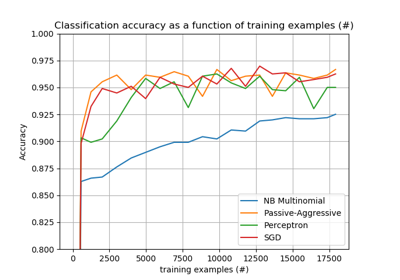 Classification accuracy as a function of training examples (#)
1.000
0.975
0.950
0.925
0.900
0.875
0.850
0.825
0.800
Accuracy
NB Multinomial
Passive-Aggressive
Perceptron
SGD
0 2500 5000 7500 10000 12500 15000 17500
training examples (#)